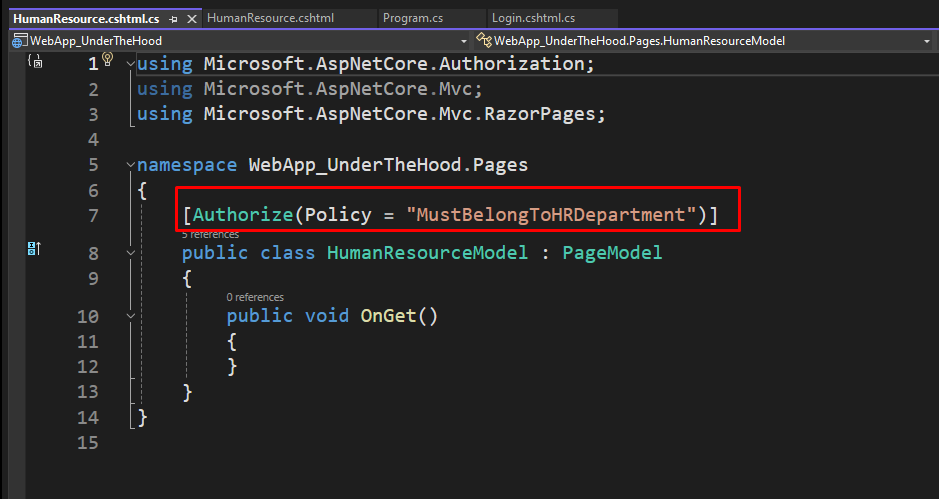 HumanResource.cshtml.cs HumanResource.cshtml Program.cs Login.cshtml.cs
WebApp_UnderTheHood WebApp_UnderTheHood.Pages.HumanResourceModel
1 using Microsoft.AspNetCore.Authorization;
2 using Microsoft.AspNetCore.Mvc;
3 using Microsoft.AspNetCore.Mvc.RazorPages;
4
5 namespace WebApp_UnderTheHood.Pages
6 {
7 [Authorize(Policy = "MustBelongToHRDepartment")]
5 references
8 public class HumanResourceModel : PageModel
9 {
0 references
10 public void OnGet()
11 {
12 }
13 }
14 }
15